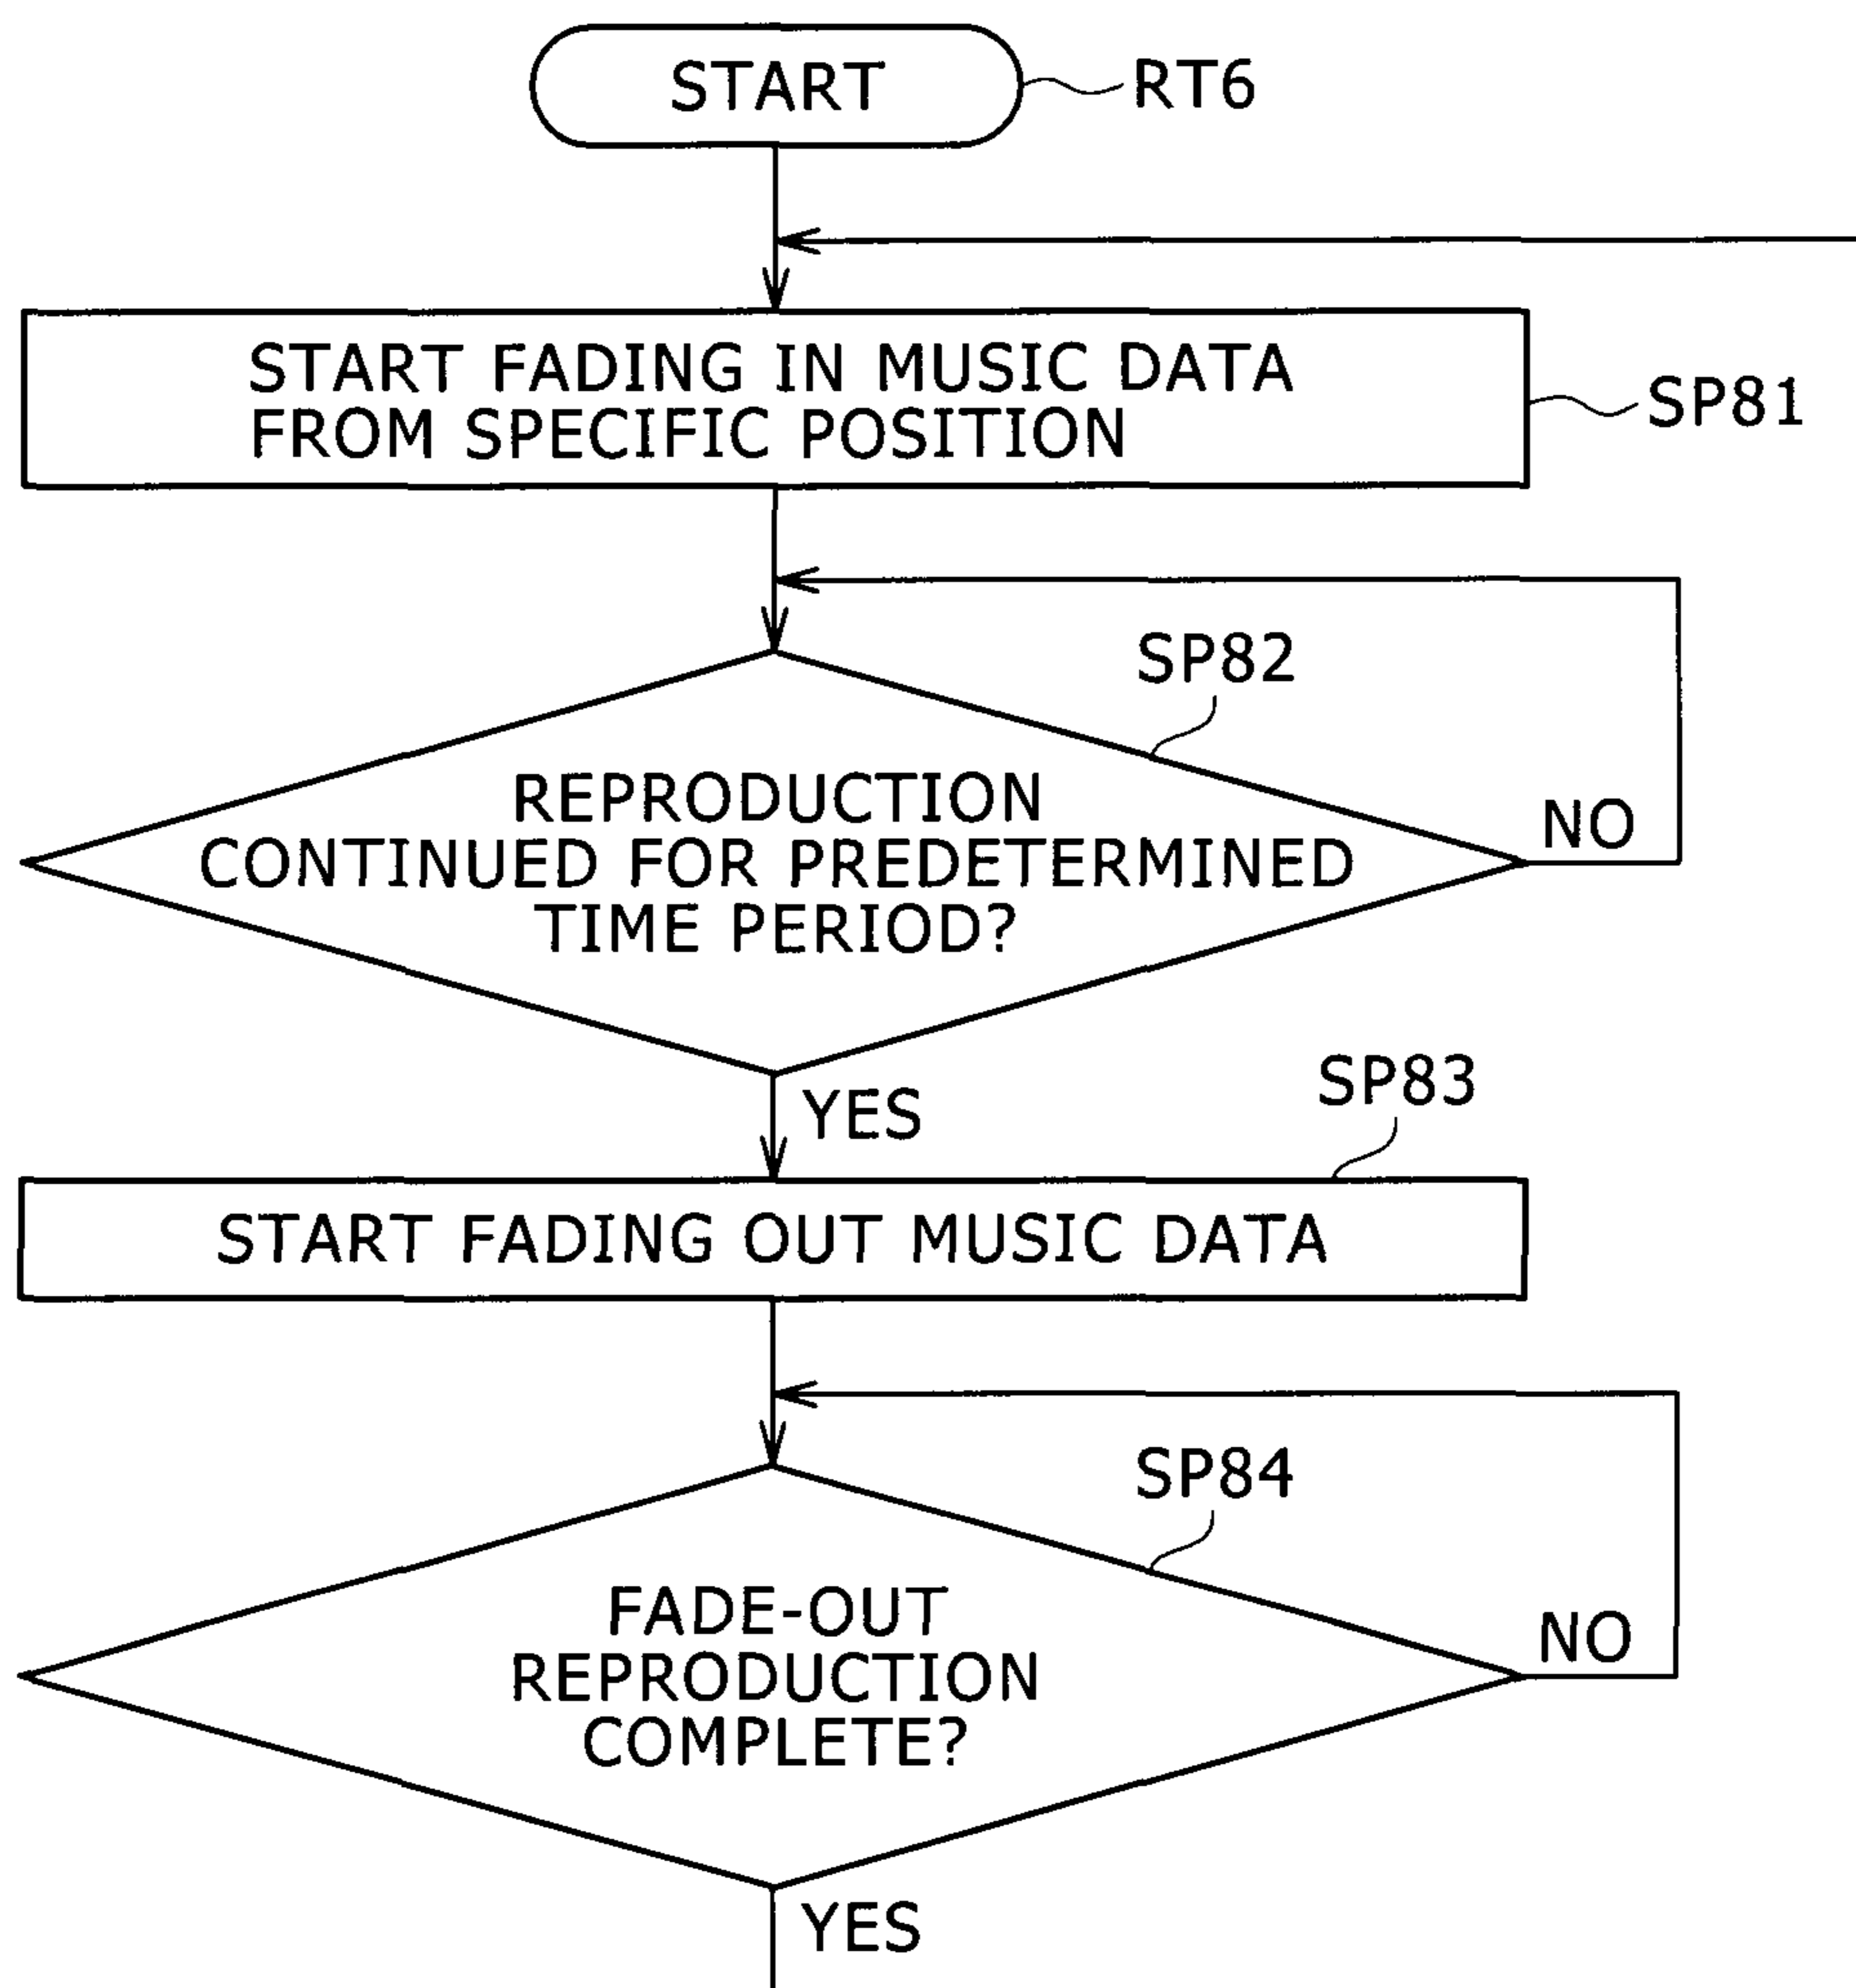 START
RT6
START FADING IN MUSIC DATA
FROM SPECIFIC POSITION
SP81
SP82
REPRODUCTION
CONTINUED FOR PREDETERMINED
TIME PERIOD?
NO
YES
SP83
START FADING OUT MUSIC DATA
SP84
FADE-OUT
REPRODUCTION
COMPLETE?
NO
YES